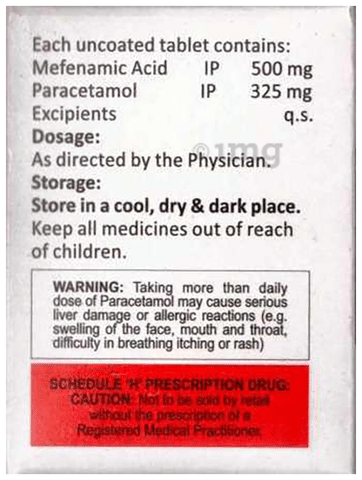 Each uncoated tablet contains:
Mefenamic Acid IP 500 mg
Paracetamol IP 325 mg
Excipients q.s.
Dosage:
As directed by the Physician.
Storage:
Store in a cool, dry & dark place.
Keep all medicines out of reach
of children.
WARNING: Taking more than daily
dose of Paracetamol may cause serious
liver damage or allergic reactions (e.g.
swelling of the face, mouth and throat,
difficulty in breathing itching or rash)
SCHEDULE 'H' PRESCRIPTION DRUG:
CAUTION: Not to be sold by retail
without the prescription of a
Registered Medical Practitioner.
1mg